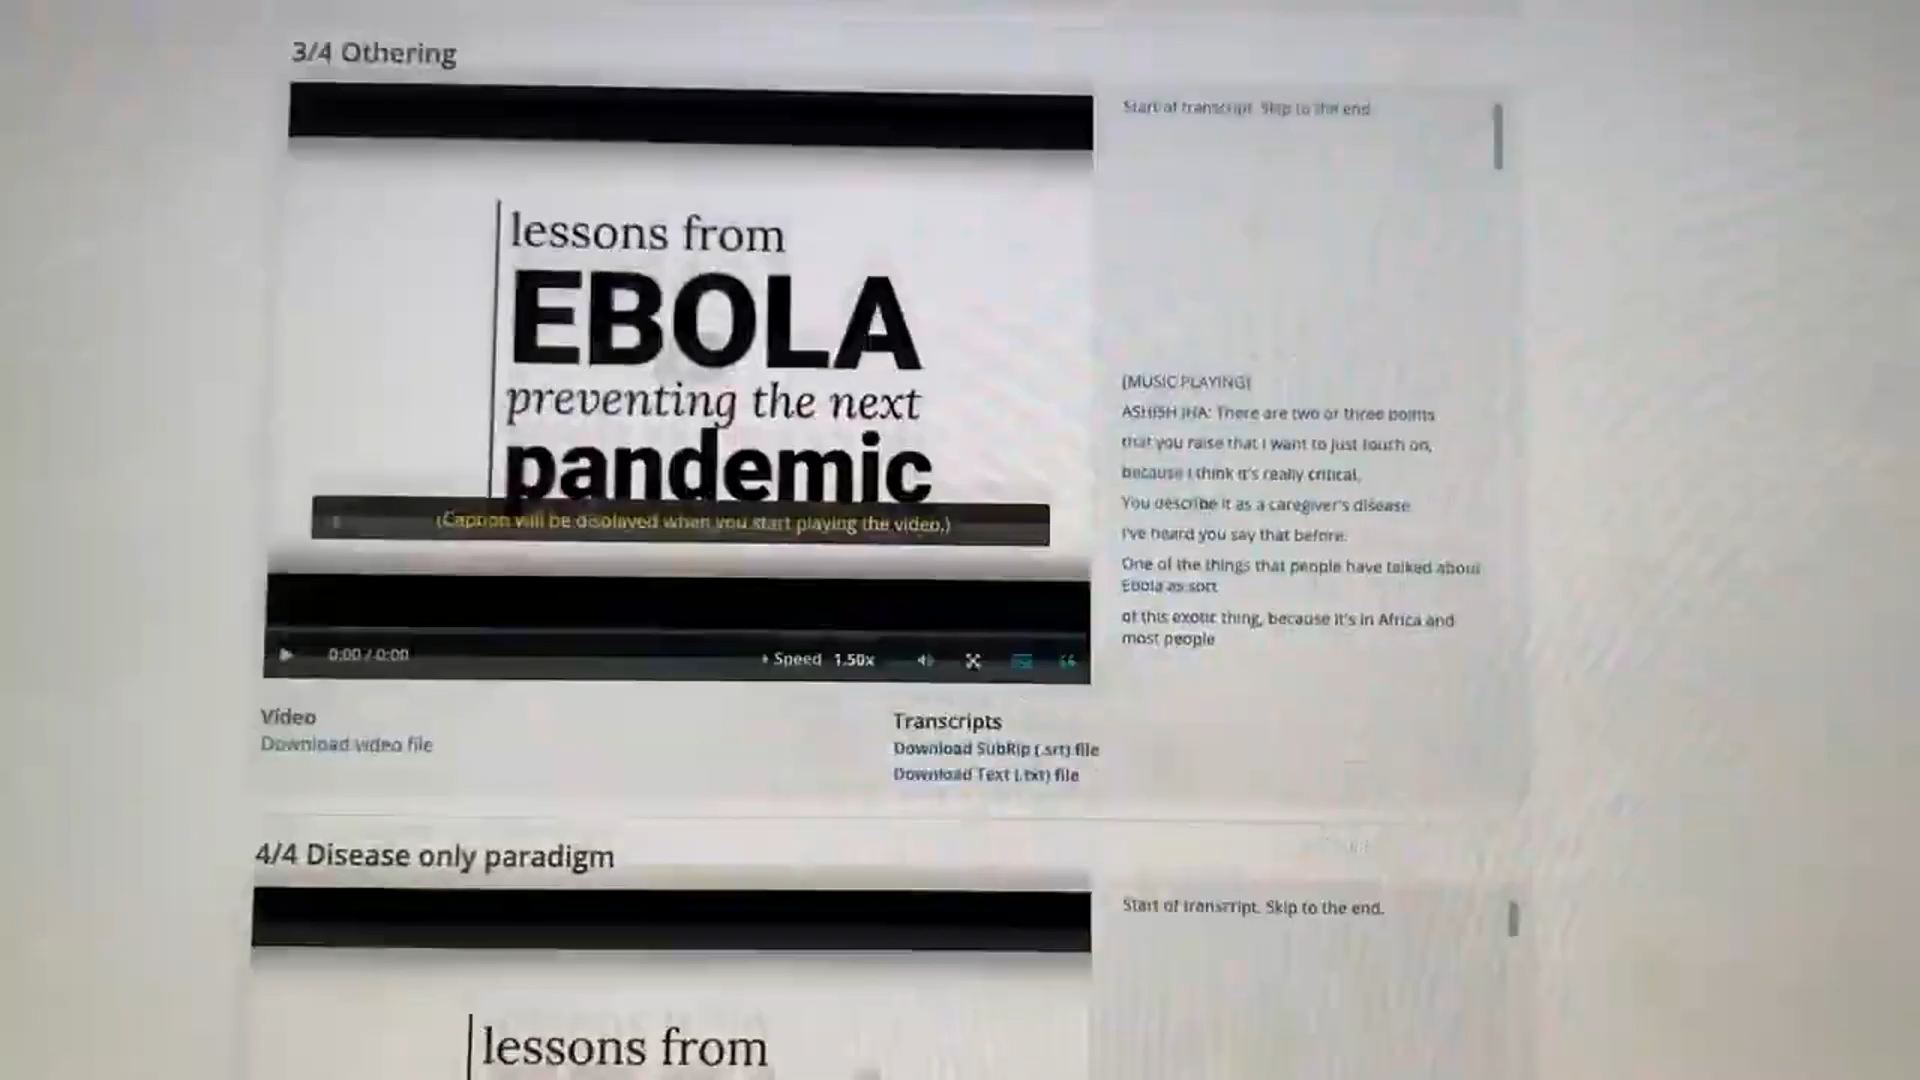 3/4 Othering
Start of transcript. Skip to the end.
lessons from
EBOLA
preventing the next
pandemic
(Caption will be displayed when you start playing the video.)
[MUSIC PLAYING]
ASHISH JHA: There are two or three points
that you raise that I want to just touch on,
because I think it's really critical.
You describe it as a caregiver's disease.
I've heard you say that before.
One of the things that people have talked about
Ebola as sort
of this exotic thing, because it's in Africa and
most people
0:00 / 0:00
Speed 1.50x
Video
Download video file
Transcripts
Download SubRip (.srt) file
Download Text (.txt) file
4/4 Disease only paradigm
Start of transcript. Skip to the end.
lessons from